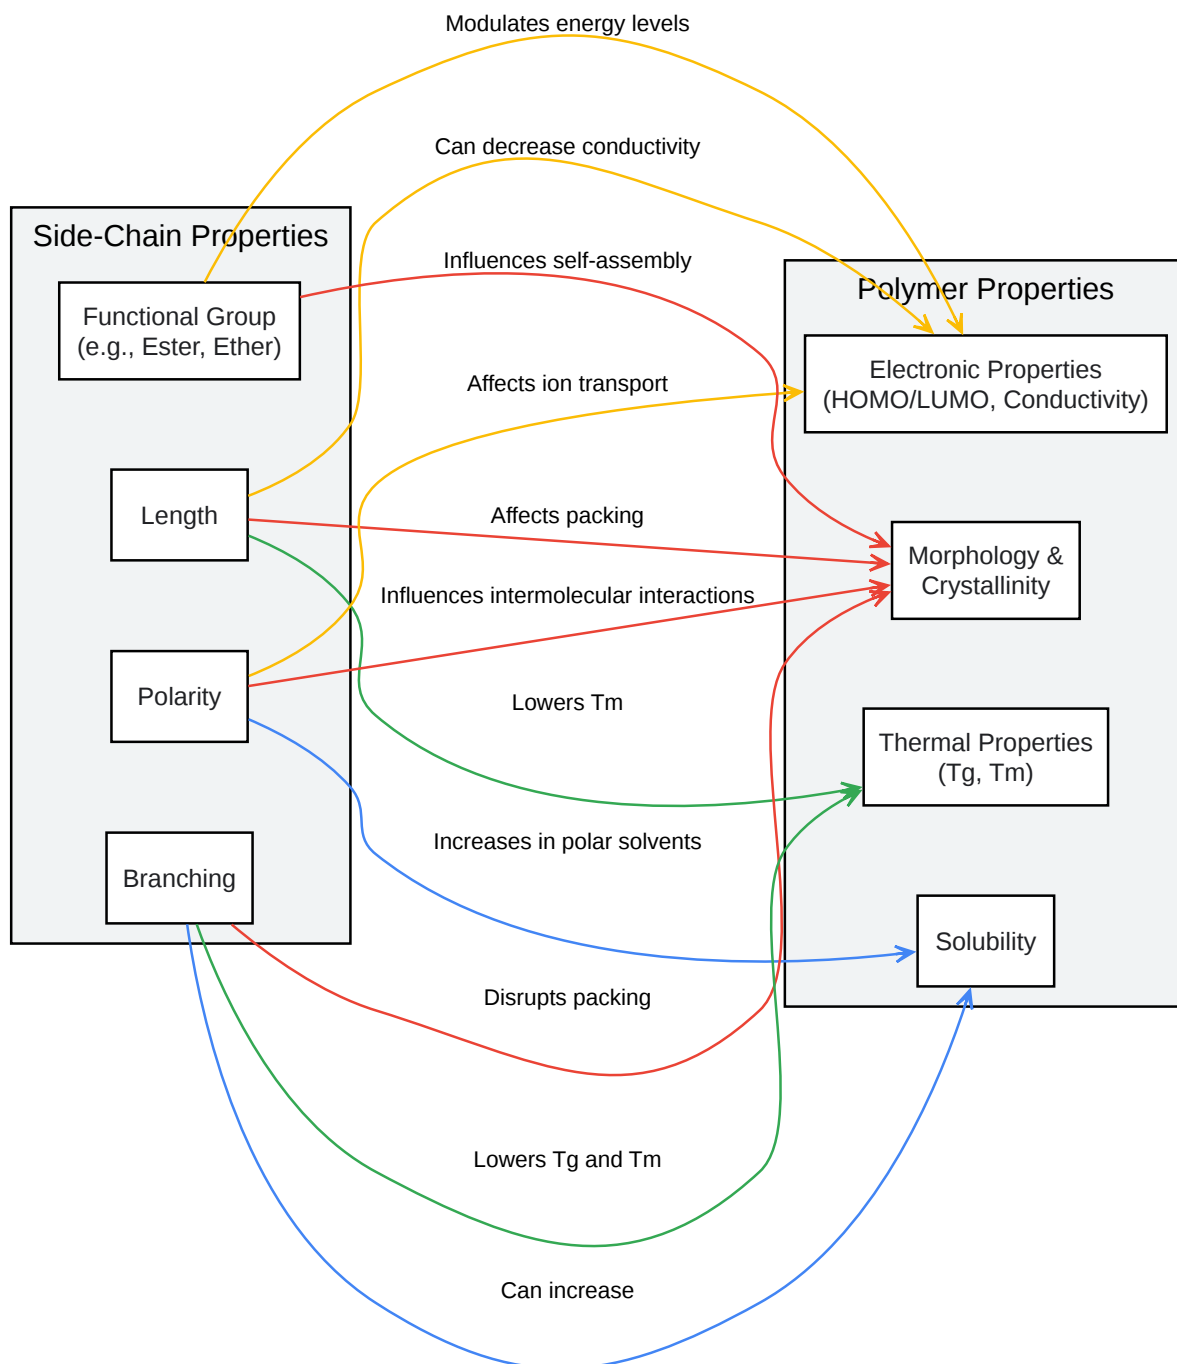 Modulates energy levels
Can decrease conductivity
Side-Chain Properties
Influences self-assembly
Polymer Properties
Functional Group
(e.g., Ester, Ether)
Affects ion transport
Electronic Properties
(HOMO/LUMO, Conductivity)
Length
Affects packing
Morphology &
Crystallinity
Influences intermolecular interactions
Polarity
Lowers Tm
Thermal Properties
(Tg, Tm)
Increases in polar solvents
Branching
Solubility
Disrupts packing
Lowers Tg and Tm
Can increase